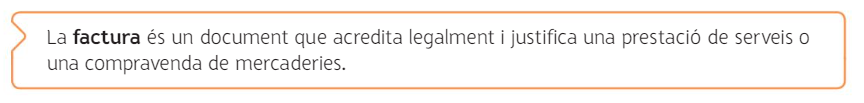 La factura és un document que acredita legalment i justifica una prestació de serveis o
una compravenda de mercaderies.